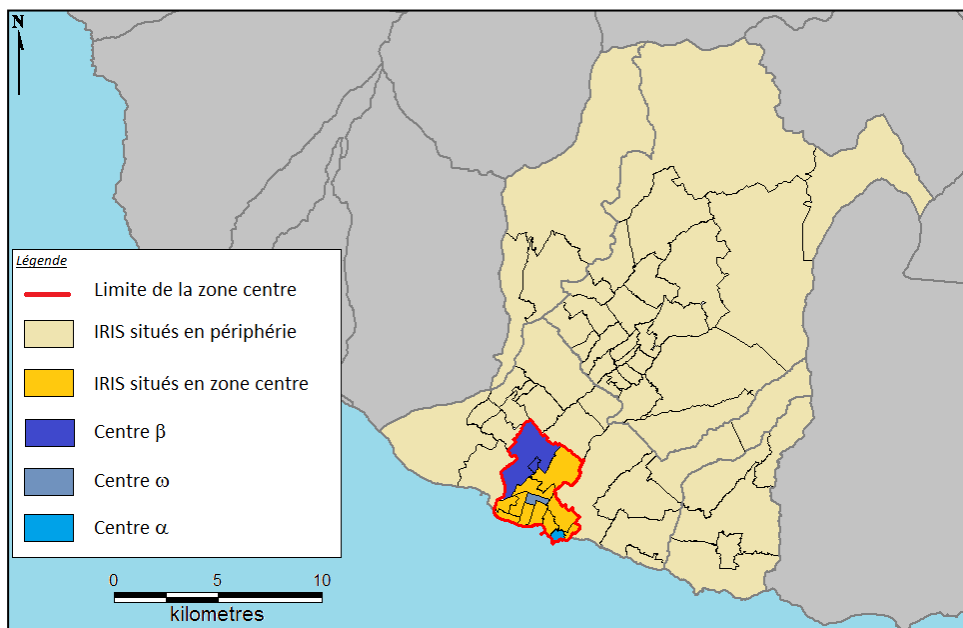 N
Légende
Limite de la zone centre
IRIS situés en périphérie
IRIS situés en zone centre
Centre β
Centre ω
Centre α
0 5 10
kilometres